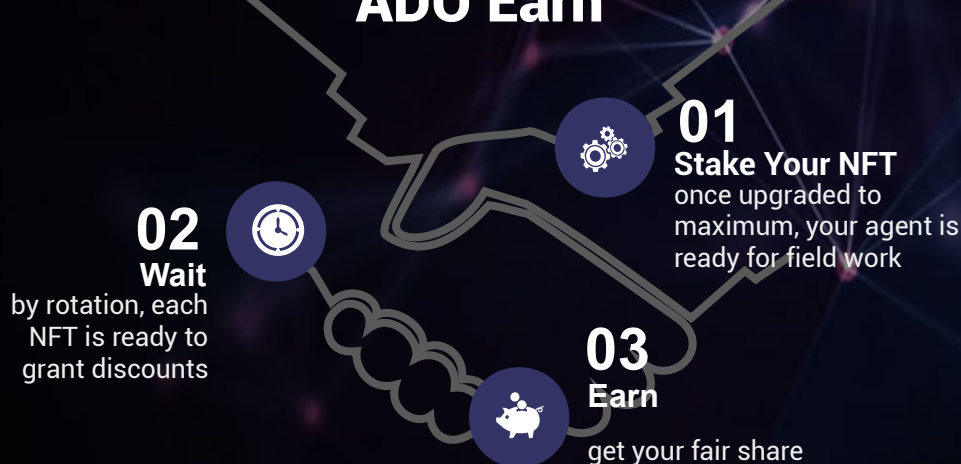 ADO Earn
01
Stake Your NFT
once upgraded to
maximum, your agent is
ready for field work
02
Wait
by rotation, each
NFT is ready to
grant discounts
03
Earn
get your fair share